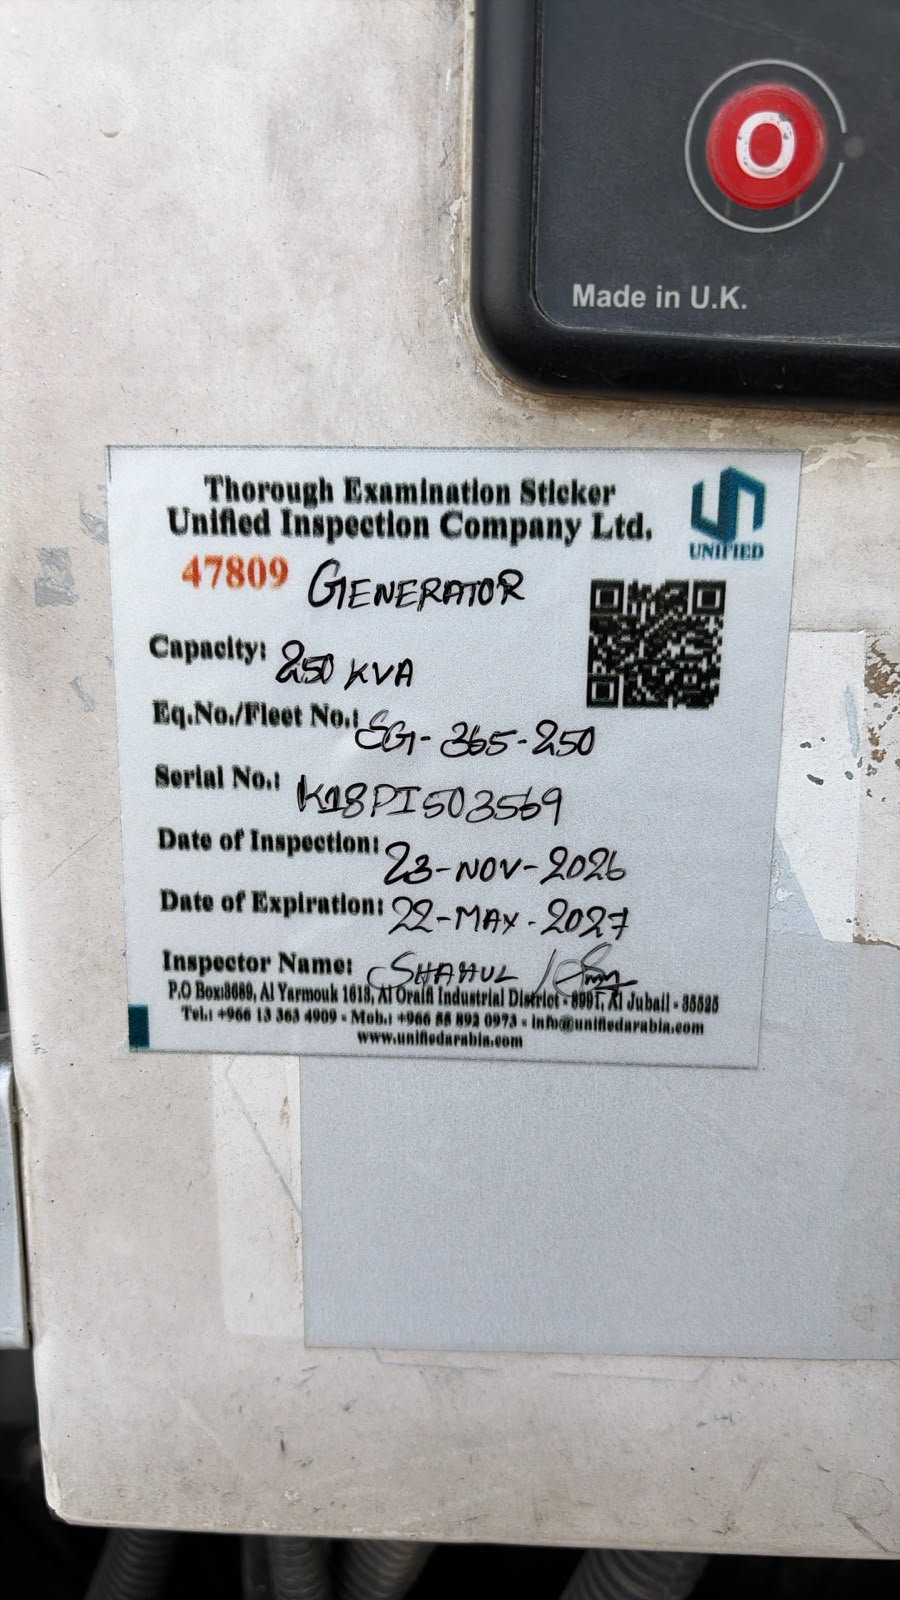 O
Made in U.K.
Thorough Examination Sticker
Unified Inspection Company Ltd.
UNIFIED
47809 GENERATOR
Capacity: 250 KVA
Eq.No./Fleet No.: EG-365-250
Serial No.: K18PI503569
Date of Inspection: 23-NOV-2026
Date of Expiration: 22-MAY-2027
Inspector Name: SHAHUL
P.O Box:8689, Al Yarmouk 1613, Al Oraifi Industrial District - 8991, Al Jubail - 35525
Tel.: +966 13 363 4909 - Mob.: +966 55 892 0973 - info@unifiedarabia.com
www.unifiedarabia.com